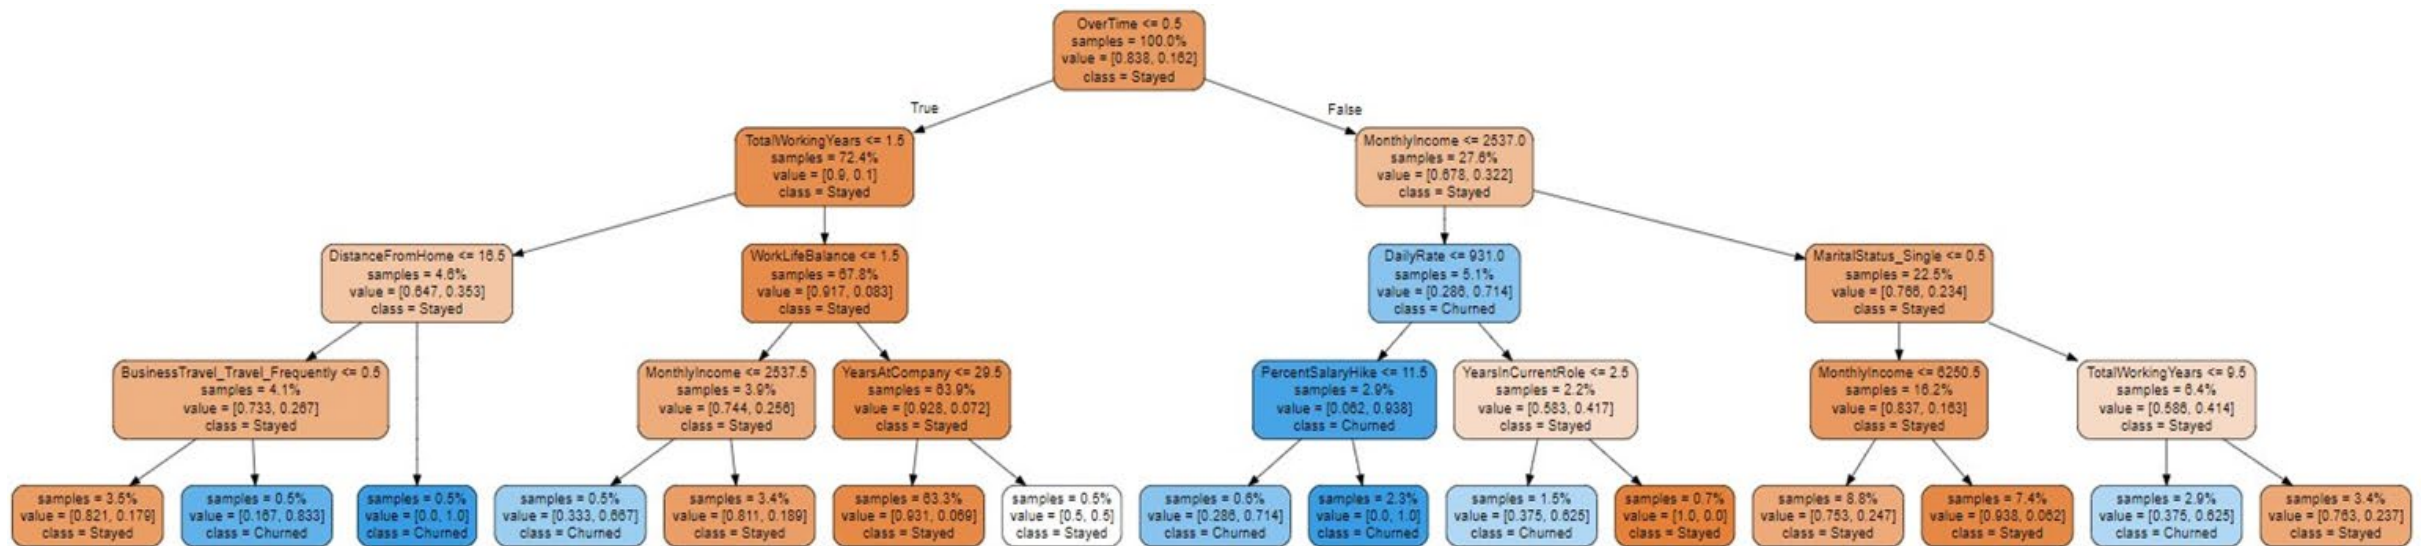 OverTime <= 0.5
samples = 100.0%
value = [0.838, 0.162]
class = Stayed
True
False
TotalWorkingYears <= 1.5
samples = 72.4%
value = [0.9, 0.1]
class = Stayed
MonthlyIncome <= 2537.0
samples = 27.6%
value = [0.678, 0.322]
class = Stayed
DistanceFromHome <= 16.5
samples = 4.6%
value = [0.647, 0.353]
class = Stayed
WorkLifeBalance <= 1.5
samples = 67.8%
value = [0.917, 0.083]
class = Stayed
DailyRate <= 931.0
samples = 5.1%
value = [0.286, 0.714]
class = Churned
MaritalStatus_Single <= 0.5
samples = 22.5%
value = [0.766, 0.234]
class = Stayed
BusinessTravel_Travel_Frequently <= 0.5
samples = 4.1%
value = [0.733, 0.267]
class = Stayed
MonthlyIncome <= 2537.5
samples = 3.9%
value = [0.744, 0.256]
class = Stayed
YearsAtCompany <= 29.5
samples = 63.9%
value = [0.928, 0.072]
class = Stayed
PercentSalaryHike <= 11.5
samples = 2.9%
value = [0.062, 0.938]
class = Churned
YearsInCurrentRole <= 2.5
samples = 2.2%
value = [0.583, 0.417]
class = Stayed
MonthlyIncome <= 6250.5
samples = 16.2%
value = [0.837, 0.163]
class = Stayed
TotalWorkingYears <= 9.5
samples = 6.4%
value = [0.586, 0.414]
class = Stayed
samples = 3.5%
value = [0.821, 0.179]
class = Stayed
samples = 0.5%
value = [0.167, 0.833]
class = Churned
samples = 0.5%
value = [0.0, 1.0]
class = Churned
samples = 0.5%
value = [0.333, 0.667]
class = Churned
samples = 3.4%
value = [0.811, 0.189]
class = Stayed
samples = 63.3%
value = [0.931, 0.069]
class = Stayed
samples = 0.5%
value = [0.5, 0.5]
class = Stayed
samples = 0.6%
value = [0.286, 0.714]
class = Churned
samples = 2.3%
value = [0.0, 1.0]
class = Churned
samples = 1.5%
value = [0.375, 0.625]
class = Churned
samples = 0.7%
value = [1.0, 0.0]
class = Stayed
samples = 8.8%
value = [0.753, 0.247]
class = Stayed
samples = 7.4%
value = [0.938, 0.062]
class = Stayed
samples = 2.9%
value = [0.375, 0.625]
class = Churned
samples = 3.4%
value = [0.763, 0.237]
class = Stayed